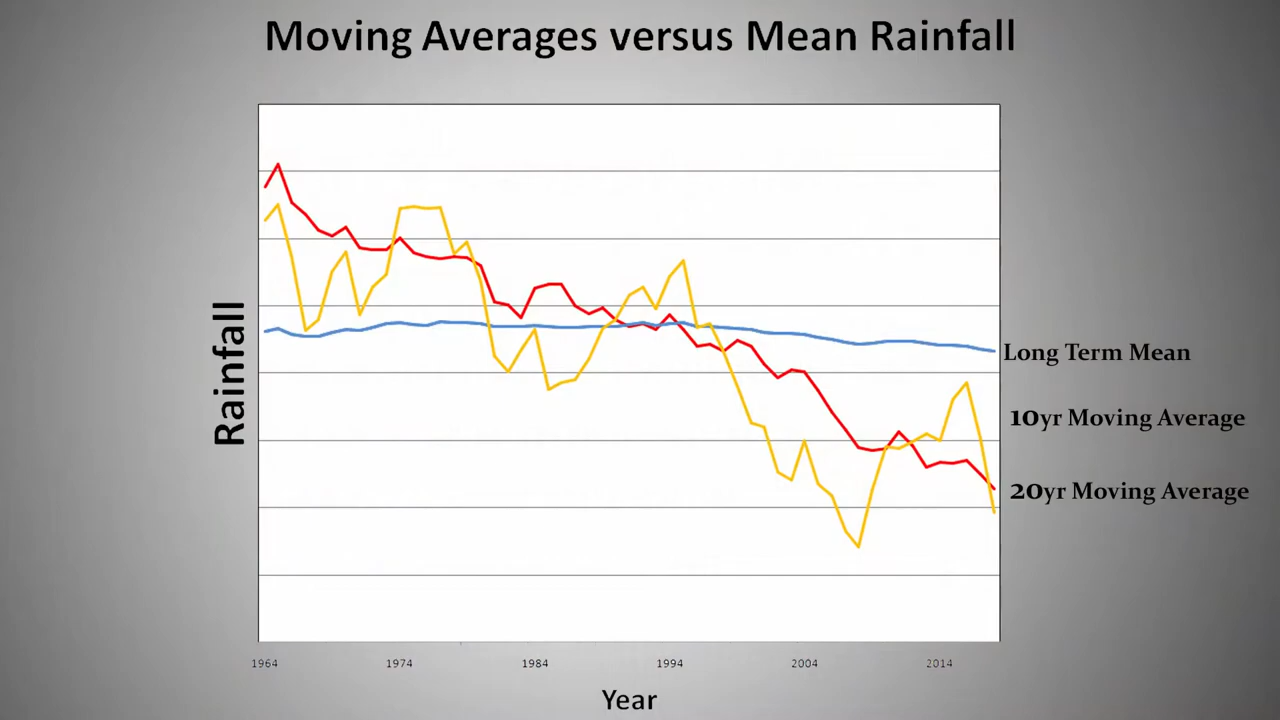 Moving Averages versus Mean Rainfall
Rainfall
Long Term Mean
10yr Moving Average
20yr Moving Average
1964 1974 1984 1994 2004 2014
Year